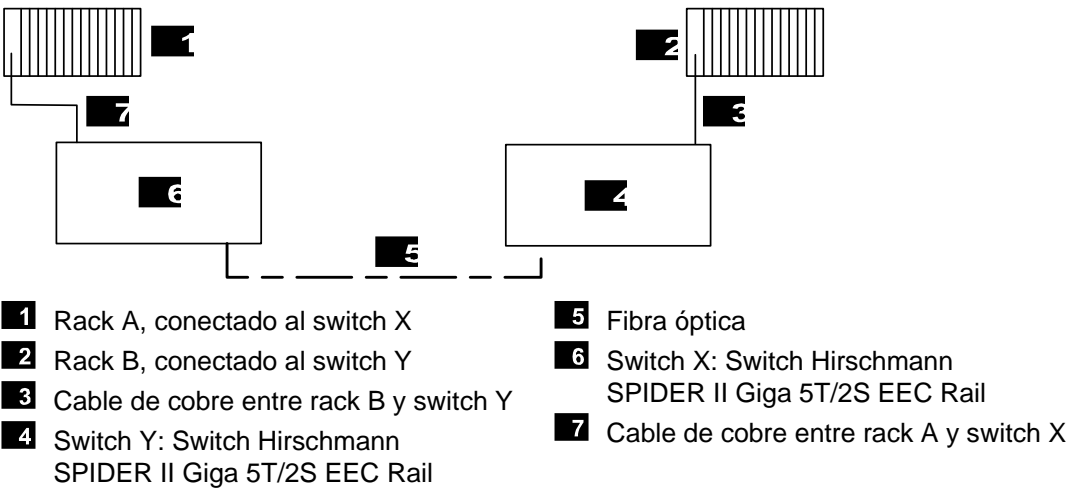 1
2
7
3
6
4
5
1 Rack A, conectado al switch X
2 Rack B, conectado al switch Y
3 Cable de cobre entre rack B y switch Y
4 Switch Y: Switch Hirschmann
SPIDER II Giga 5T/2S EEC Rail
5 Fibra óptica
6 Switch X: Switch Hirschmann
SPIDER II Giga 5T/2S EEC Rail
7 Cable de cobre entre rack A y switch X